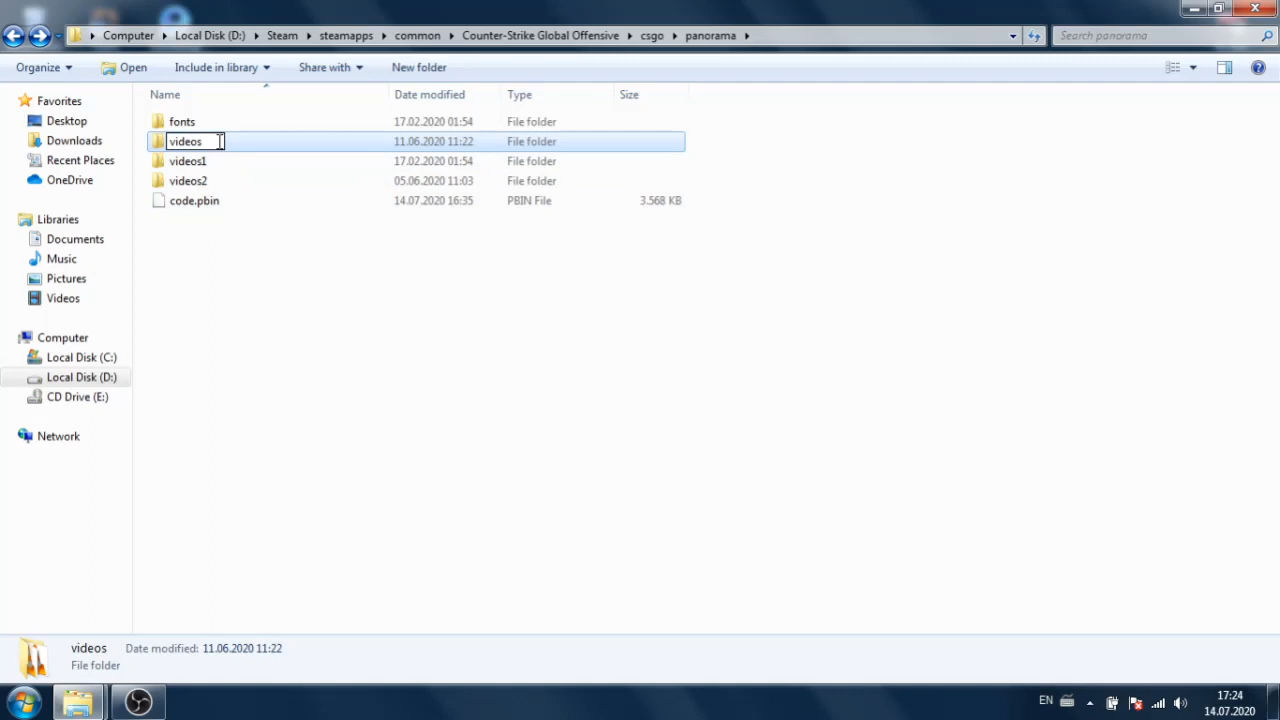 Computer Local Disk (D:) Steam steamapps common Counter-Strike Global Offensive csgo panorama Search panorama
Organize Open Include in library Share with New folder
Name Date modified Type Size
Favorites
Desktop
Downloads
Recent Places
OneDrive
Libraries
Documents
Music
Pictures
Videos
Computer
Local Disk (C:)
Local Disk (D:)
CD Drive (E:)
Network
fonts 17.02.2020 01:54 File folder
videos 11.06.2020 11:22 File folder
videos1 17.02.2020 01:54 File folder
videos2 05.06.2020 11:03 File folder
code.pbin 14.07.2020 16:35 PBIN File 3.568 KB
videos Date modified: 11.06.2020 11:22
File folder
EN 17:24
14.07.2020